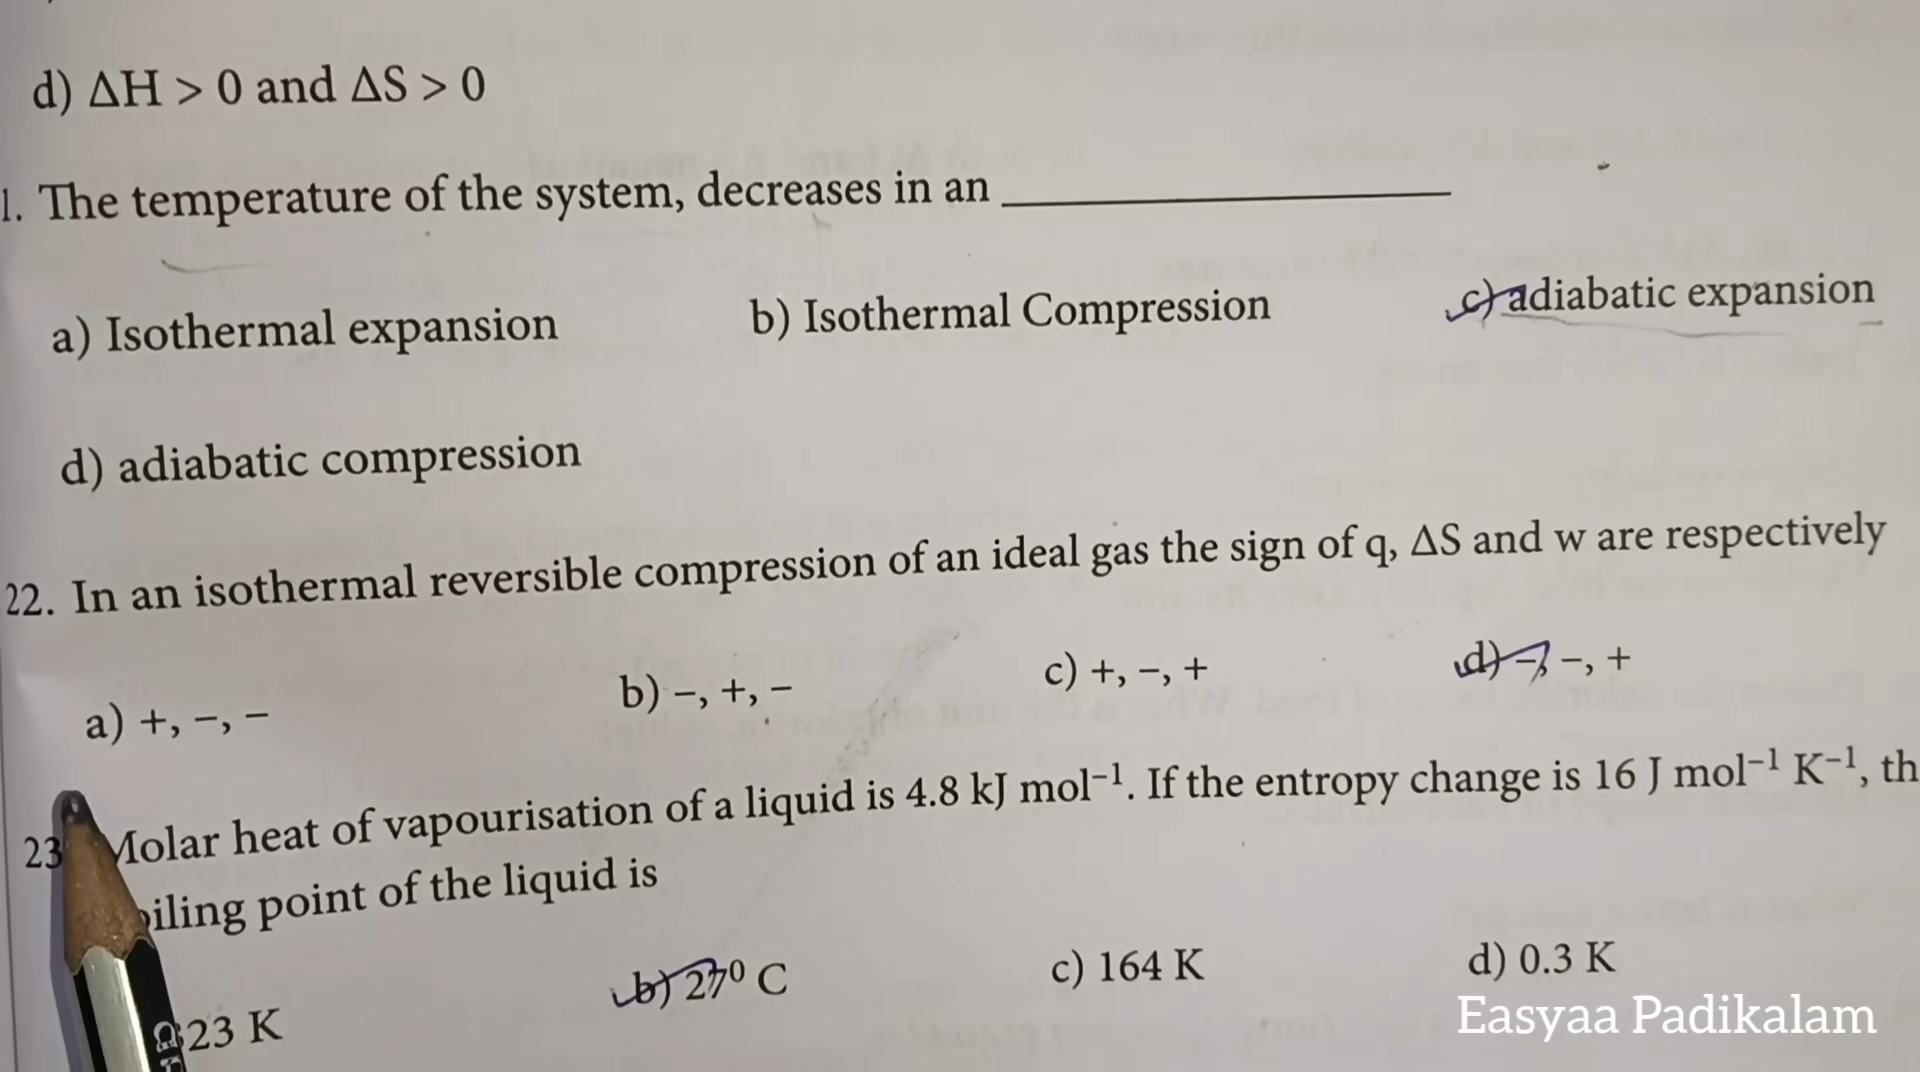 d) ΔH > 0 and ΔS > 0
1. The temperature of the system, decreases in an
a) Isothermal expansion b) Isothermal Compression c) adiabatic expansion
d) adiabatic compression
22. In an isothermal reversible compression of an ideal gas the sign of q, ΔS and w are respectively
a) +, −, − b) −, +, − c) +, −, + d) −, −, +
23 Molar heat of vapourisation of a liquid is 4.8 kJ mol⁻¹. If the entropy change is 16 J mol⁻¹ K⁻¹, th
iling point of the liquid is
23 K b) 27⁰ C c) 164 K d) 0.3 K
Easyaa Padikalam